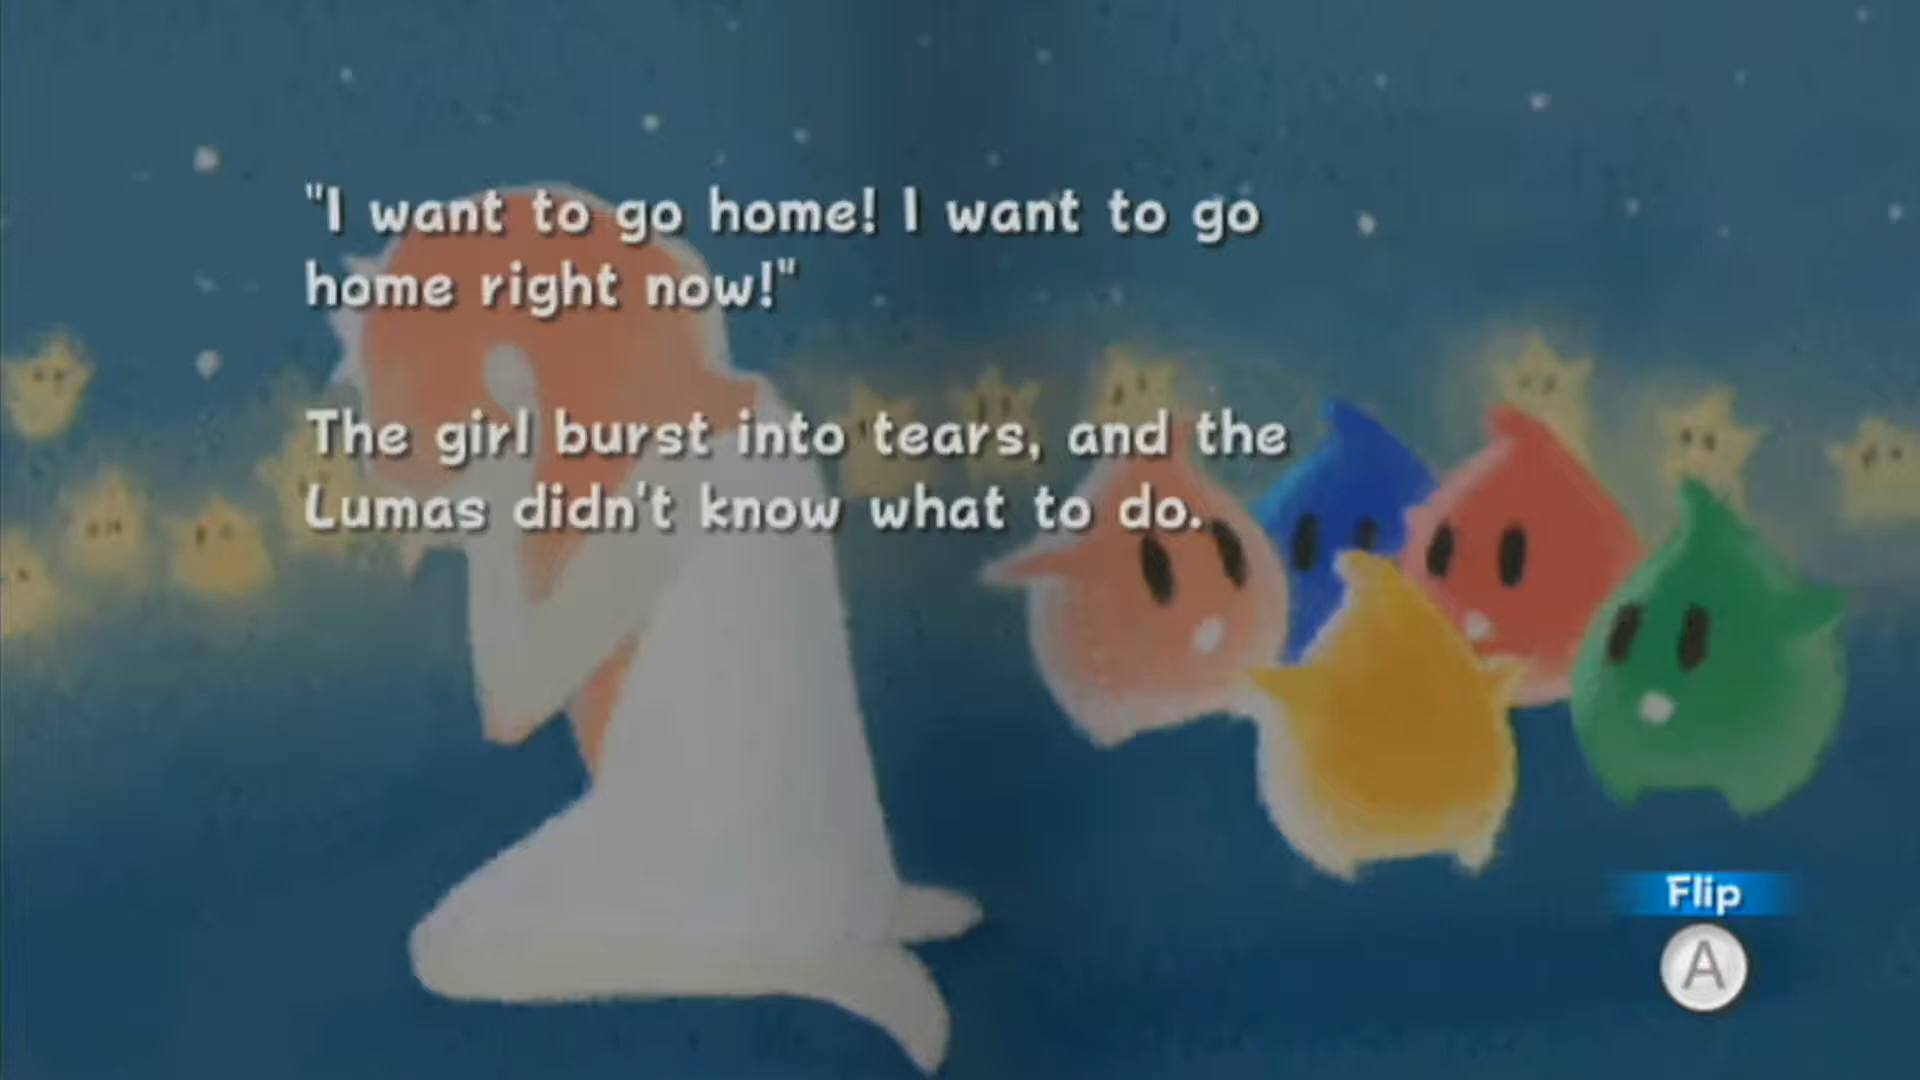 "I want to go home! I want to go
home right now!"
The girl burst into tears, and the
Lumas didn't know what to do.
Flip
A